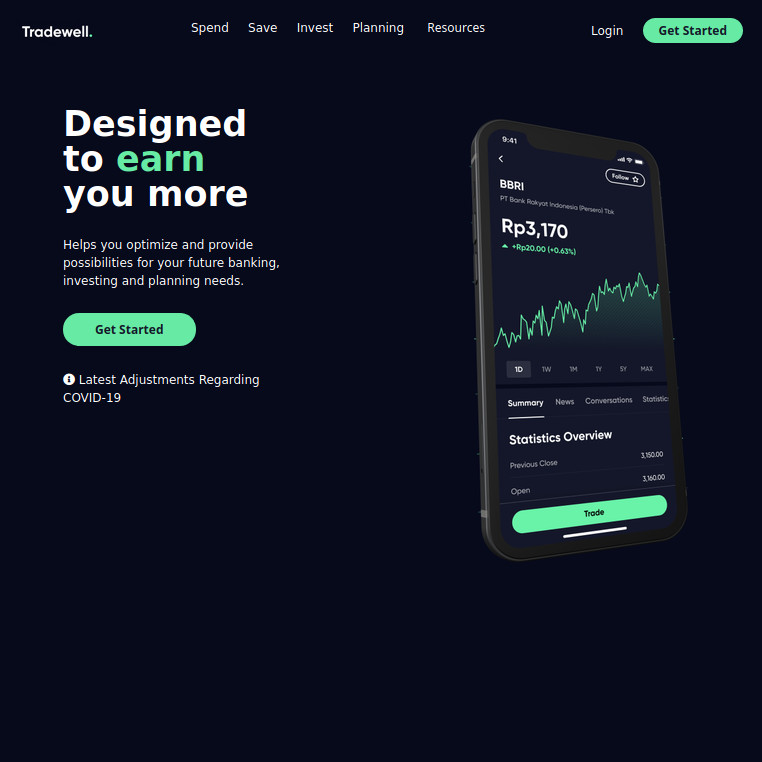 Tradewell.
Spend Save Invest Planning Resources
Login Get Started
Designed
to earn
you more
Helps you optimize and provide
possibilities for your future banking,
investing and planning needs.
Get Started
Latest Adjustments Regarding
COVID-19
9:41
Follow
BBRI
PT Bank Rakyat Indonesia (Persero) Tbk
Rp3,170
+Rp20.00 (+0.63%)
1D 1W 1M 1Y 5Y MAX
Summary News Conversations Statistic
Statistics Overview
Previous Close 3,150.00
Open 3,160.00
Trade